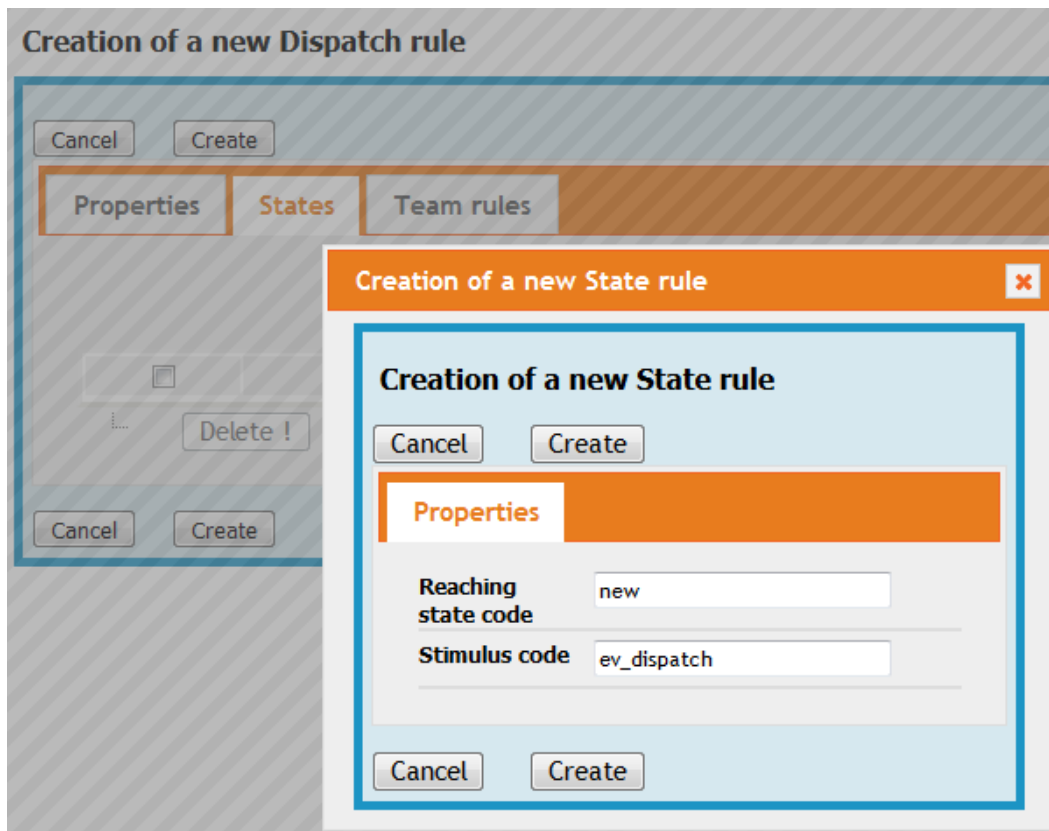 Creation of a new Dispatch rule
Cancel Create
Properties States Team rules
Creation of a new State rule
Creation of a new State rule
Delete !
Cancel Create
Properties
Cancel Create
Reaching
state code new
Stimulus code ev_dispatch
Cancel Create